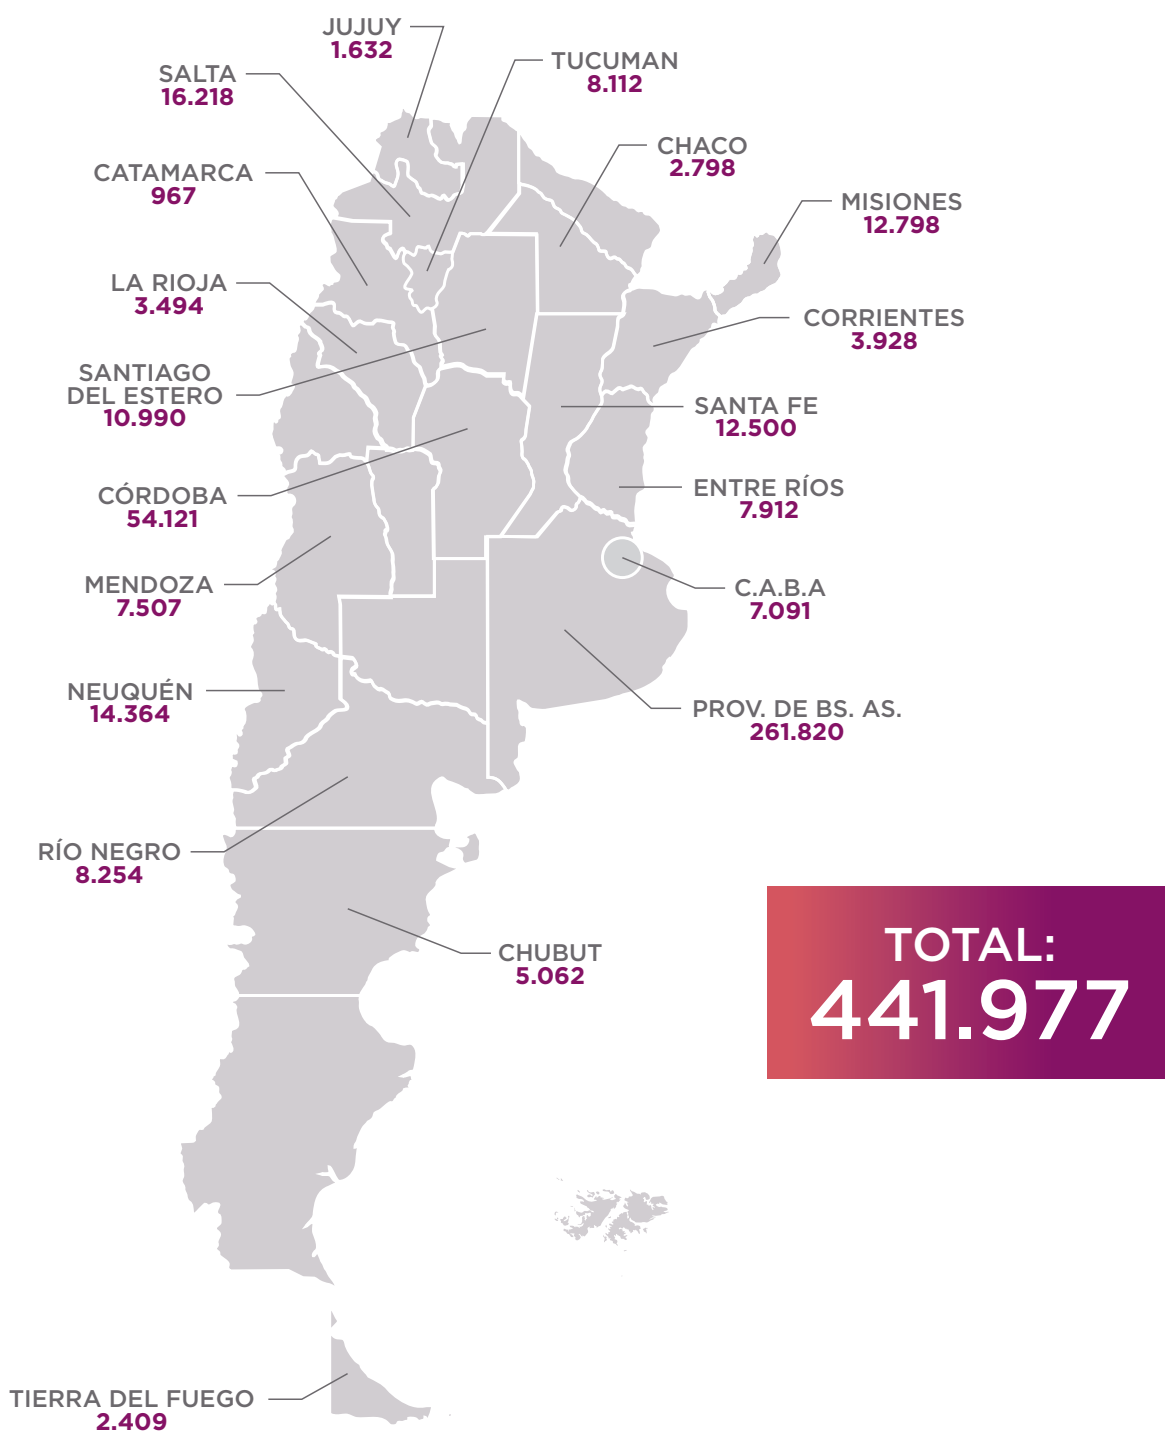 JUJUY
1.632
TUCUMAN
8.112
SALTA
16.218
CHACO
2.798
CATAMARCA
967
MISIONES
12.798
LA RIOJA
3.494
CORRIENTES
3.928
SANTIAGO
DEL ESTERO
10.990
SANTA FE
12.500
CÓRDOBA
54.121
ENTRE RÍOS
7.912
MENDOZA
7.507
C.A.B.A
7.091
NEUQUÉN
14.364
PROV. DE BS. AS.
261.820
RÍO NEGRO
8.254
CHUBUT
5.062
TOTAL:
441.977
TIERRA DEL FUEGO
2.409